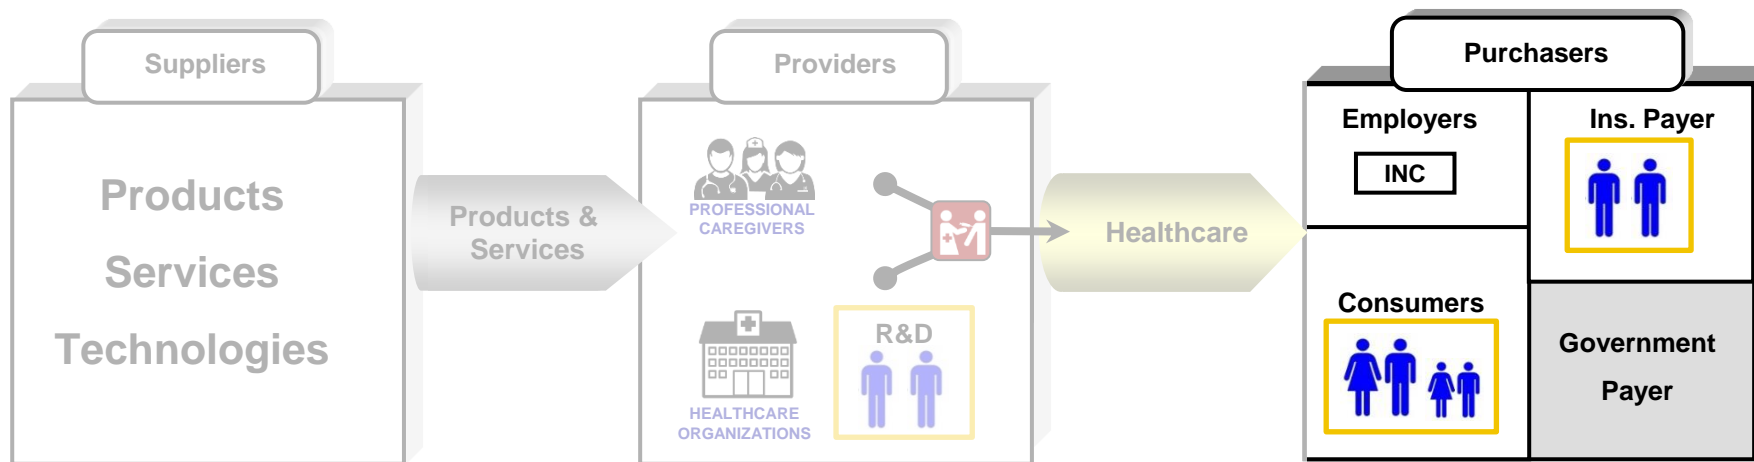 Suppliers
Products
Services
Technologies
Products &
Services
Providers
PROFESSIONAL
CAREGIVERS
HEALTHCARE
ORGANIZATIONS
R&D
Healthcare
Purchasers
Employers
INC
Ins. Payer
Consumers
Government
Payer